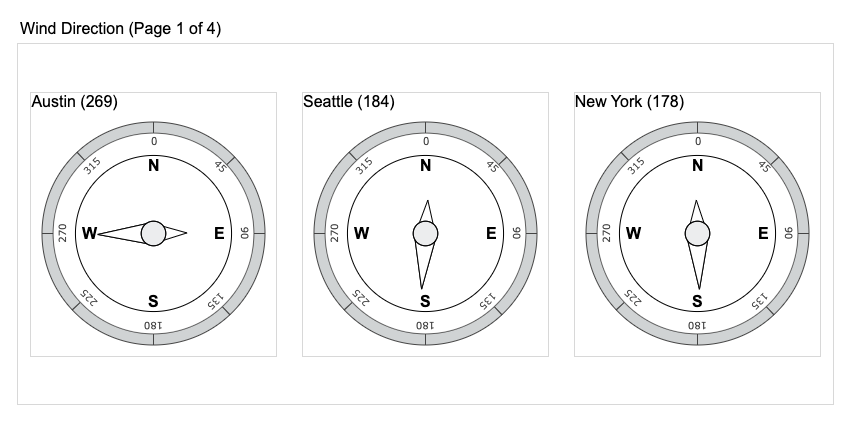 Wind Direction (Page 1 of 4)
Austin (269)
0
45
90
135
180
225
270
315
N
E
S
W
Seattle (184)
0
45
90
135
180
225
270
315
N
E
S
W
New York (178)
0
45
90
135
180
225
270
315
N
E
S
W